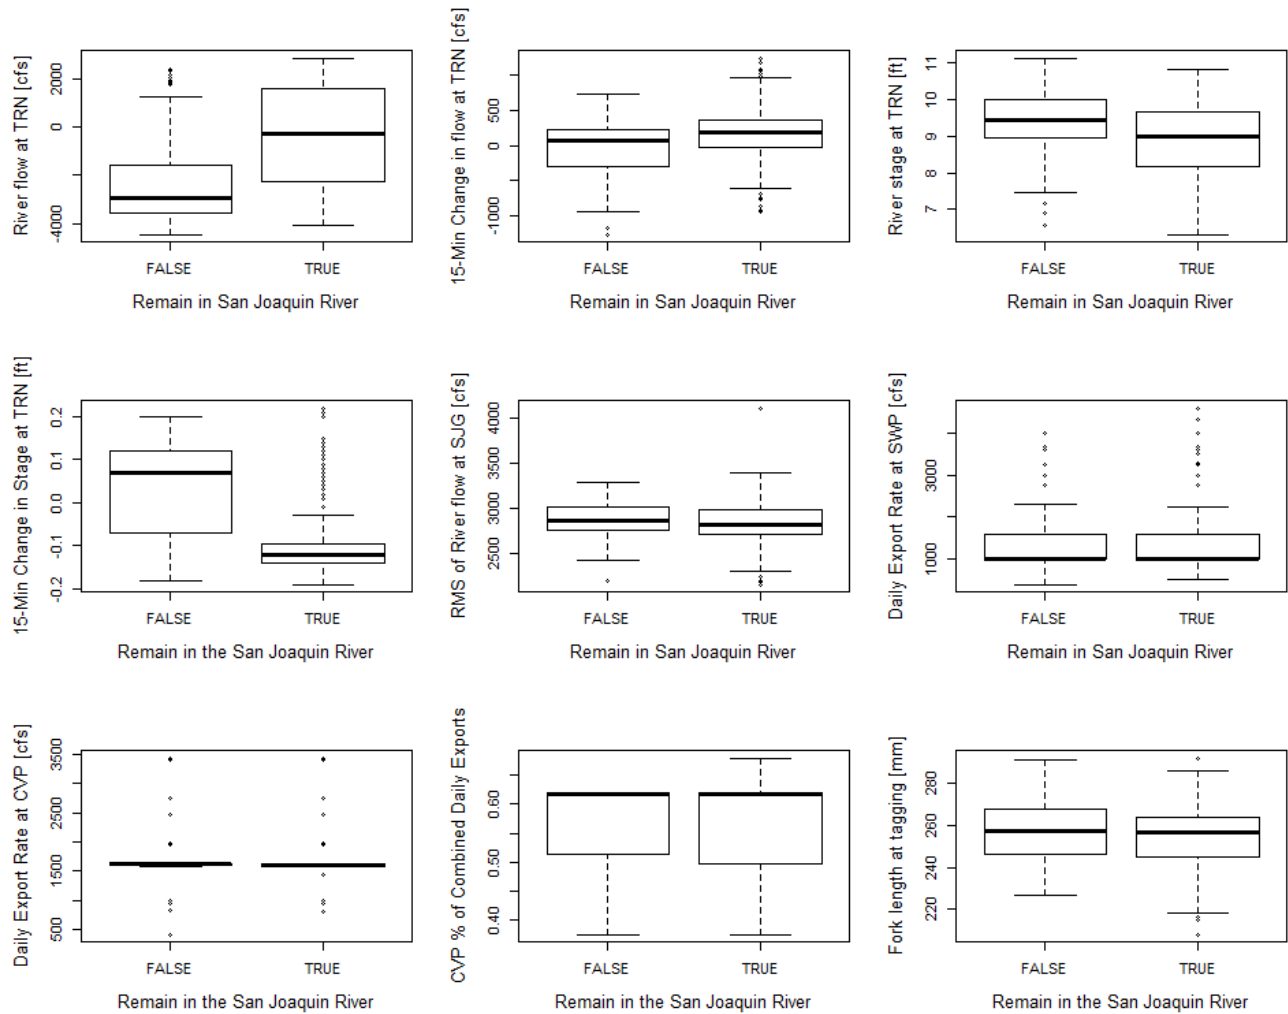 River flow at TRN [cfs]
2000
0
-4000
FALSE
TRUE
Remain in San Joaquin River
15-Min Change in flow at TRN
500
0
-1000
FALSE
TRUE
Remain in San Joaquin River
River stage at TRN [ft]
11
10
9
8
7
FALSE
TRUE
Remain in San Joaquin River
15-Min Change in Stage at TRN [ft]
0.2
0.1
0.0
-0.1
-0.2
FALSE
TRUE
Remain in the San Joaquin River
RMS of River flow at SJG [cfs]
4000
3500
3000
2500
FALSE
TRUE
Remain in San Joaquin River
Daily Export Rate at SWP [cfs]
3000
1000
FALSE
TRUE
Remain in San Joaquin River
Daily Export Rate at CVP [cfs]
3500
2500
1500
500
FALSE
TRUE
Remain in the San Joaquin River
CVP % of Combined Daily Exports
0.60
0.50
0.40
FALSE
TRUE
Remain in the San Joaquin River
Fork length at tagging [mm]
280
260
240
220
FALSE
TRUE
Remain in the San Joaquin River